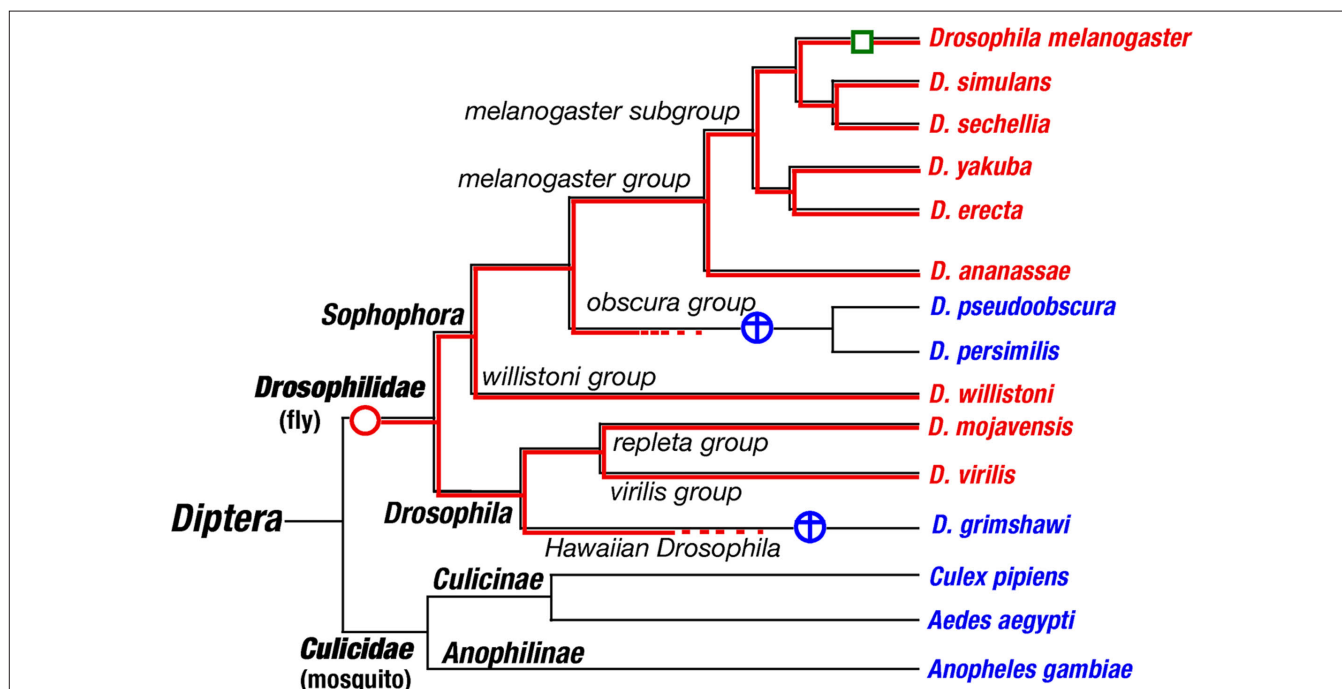 Drosophila melanogaster
D. simulans
melanogaster subgroup
D. sechellia
D. yakuba
melanogaster group
D. erecta
D. ananassae
obscura group
D. pseudoobscura
Sophophora
D. persimilis
willistoni group
Drosophilidae
(fly)
D. willistoni
D. mojavensis
repleta group
D. virilis
virilis group
Drosophila
Diptera
D. grimshawi
Hawaiian Drosophila
Culicinae
Culex pipiens
Aedes aegypti
Culicidae
(mosquito)
Anophilinae
Anopheles gambiae